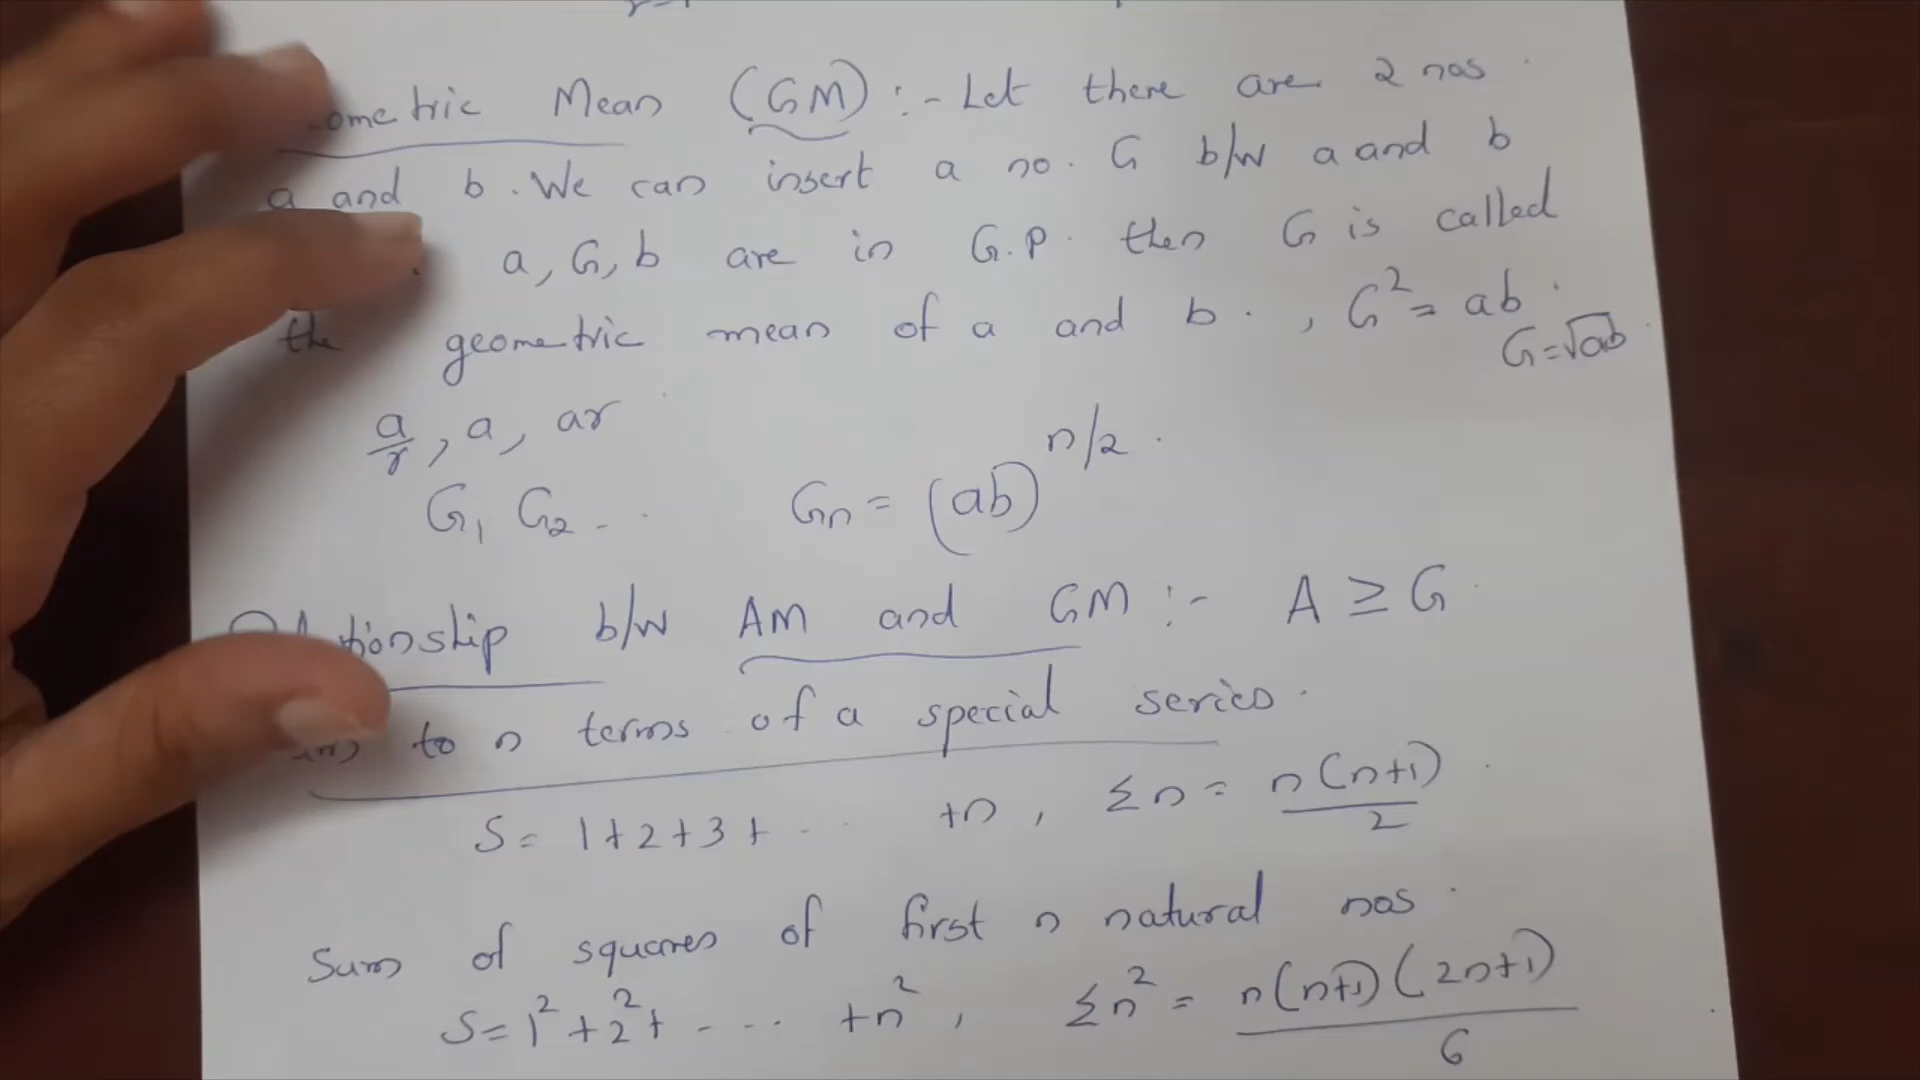 ometric Mean (GM) :- Let there are 2 nos
a and b. We can insert a no. G b/w a and b
a, G, b are in G.P. then G is called
the geometric mean of a and b. , G² = ab.
G = √ab
a/r, a, ar
G₁ G₂ - .. Gn = (ab)^n/2.
tionship b/w AM and GM :- A ≥ G
to n terms of a special series.
S = 1+2+3+ - .. +n , Σn = n(n+1)/2
Sum of squares of first n natural nos.
S = 1² + 2² + - - .. +n² , Σn² = n(n+1)(2n+1)/6